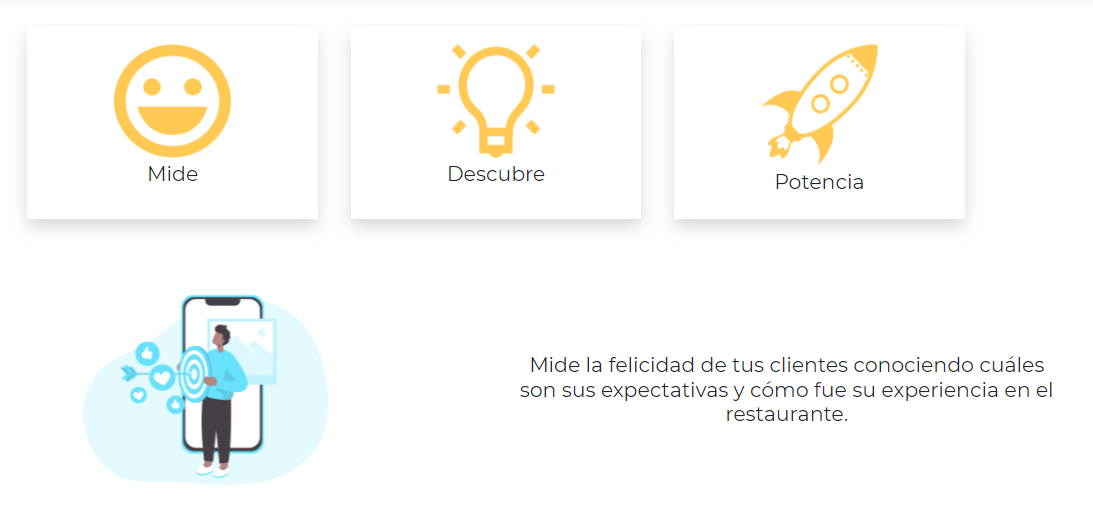 Mide
Descubre
Potencia
Mide la felicidad de tus clientes conociendo cuáles
son sus expectativas y cómo fue su experiencia en el
restaurante.